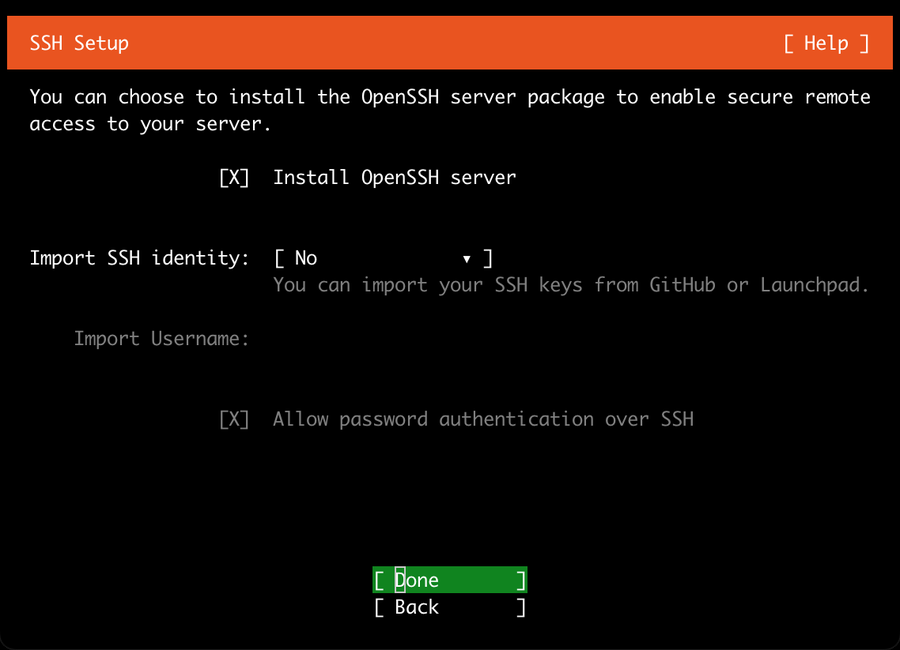 SSH Setup [ Help ]
You can choose to install the OpenSSH server package to enable secure remote
access to your server.
[X] Install OpenSSH server
Import SSH identity: [ No ▾ ]
You can import your SSH keys from GitHub or Launchpad.
Import Username:
[X] Allow password authentication over SSH
[ Done ]
[ Back ]